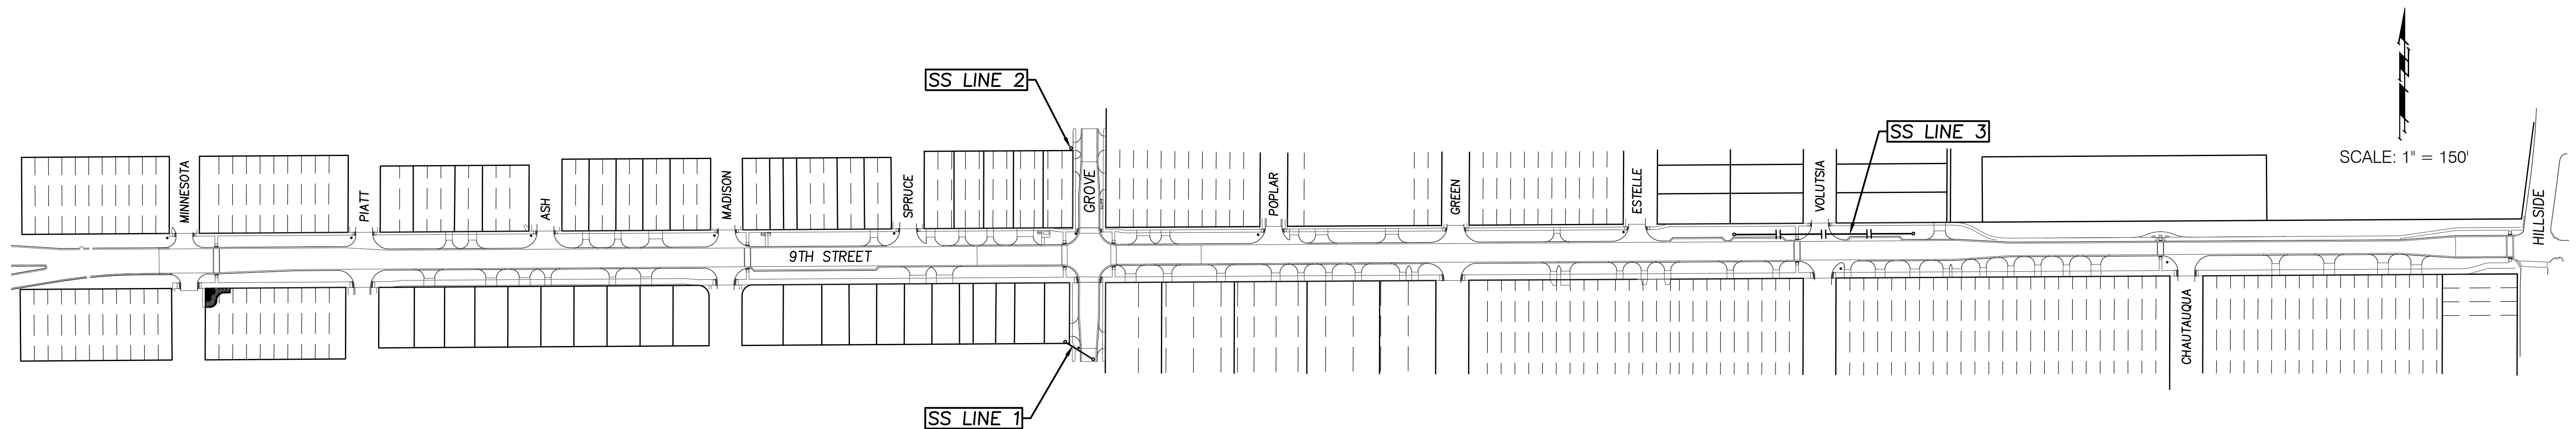 SS LINE 2
SS LINE 3
SCALE: 1" = 150'
MINNESOTA
PIATT
ASH
MADISON
SPRUCE
GROVE
POPLAR
GREEN
ESTELLE
VOLUTSIA
HILLSIDE
9TH STREET
CHAUTAUQUA
SS LINE 1